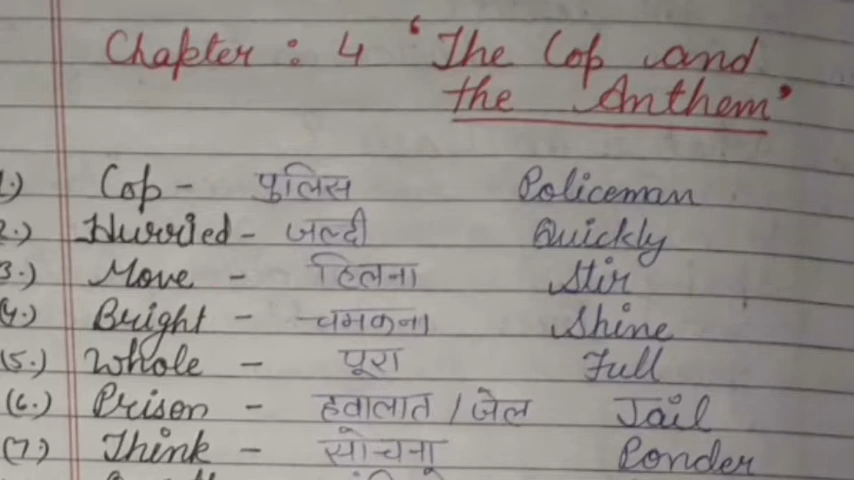 Chapter : 4 'The Cop and
the Anthem'
1.) Cop - पुलिस Policeman
2.) Hurried - जल्दी Quickly
3.) Move - हिलना Stir
(4.) Bright - चमकना Shine
(5.) Whole - पूरा Full
(6.) Prison - हवालात / जेल Jail
(7.) Think - सोचना Ponder